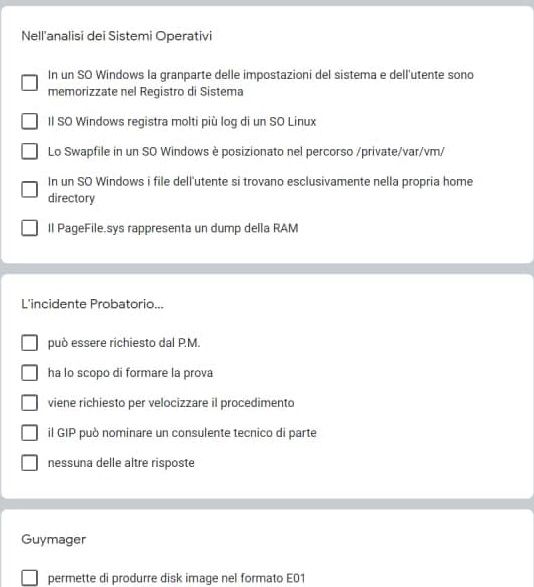 Nell'analisi dei Sistemi Operativi
In un SO Windows la granparte delle impostazioni del sistema e dell'utente sono
memorizzate nel Registro di Sistema
Il SO Windows registra molti più log di un SO Linux
Lo Swapfile in un SO Windows è posizionato nel percorso /private/var/vm/
In un SO Windows i file dell'utente si trovano esclusivamente nella propria home
directory
Il PageFile.sys rappresenta un dump della RAM
L'incidente Probatorio...
può essere richiesto dal P.M.
ha lo scopo di formare la prova
viene richiesto per velocizzare il procedimento
il GIP può nominare un consulente tecnico di parte
nessuna delle altre risposte
Guymager
permette di produrre disk image nel formato E01